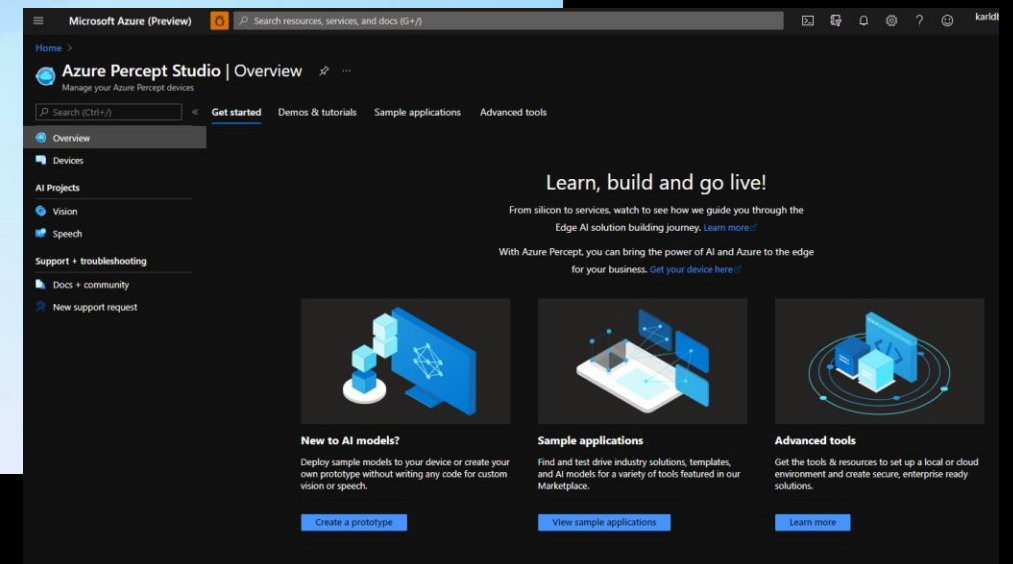 Microsoft Azure (Preview)
Search resources, services, and docs (G+/)
Home >
Azure Percept Studio | Overview
Manage your Azure Percept devices
Search (Ctrl+/)
Get started
Demos & tutorials
Sample applications
Advanced tools
Overview
Devices
AI Projects
Vision
Speech
Support + troubleshooting
Docs + community
New support request
Learn, build and go live!
From silicon to services, watch to see how we guide you through the
Edge AI solution building journey. Learn more
With Azure Percept, you can bring the power of AI and Azure to the edge
for your business. Get your device here
New to AI models?
Deploy sample models to your device or create your
own prototype without writing any code for custom
vision or speech.
Create a prototype
Sample applications
Find and test drive industry solutions, templates,
and AI models for a variety of tools featured in our
Marketplace.
View sample applications
Advanced tools
Get the tools & resources to set up a local or cloud
environment and create secure, enterprise ready
solutions.
Learn more